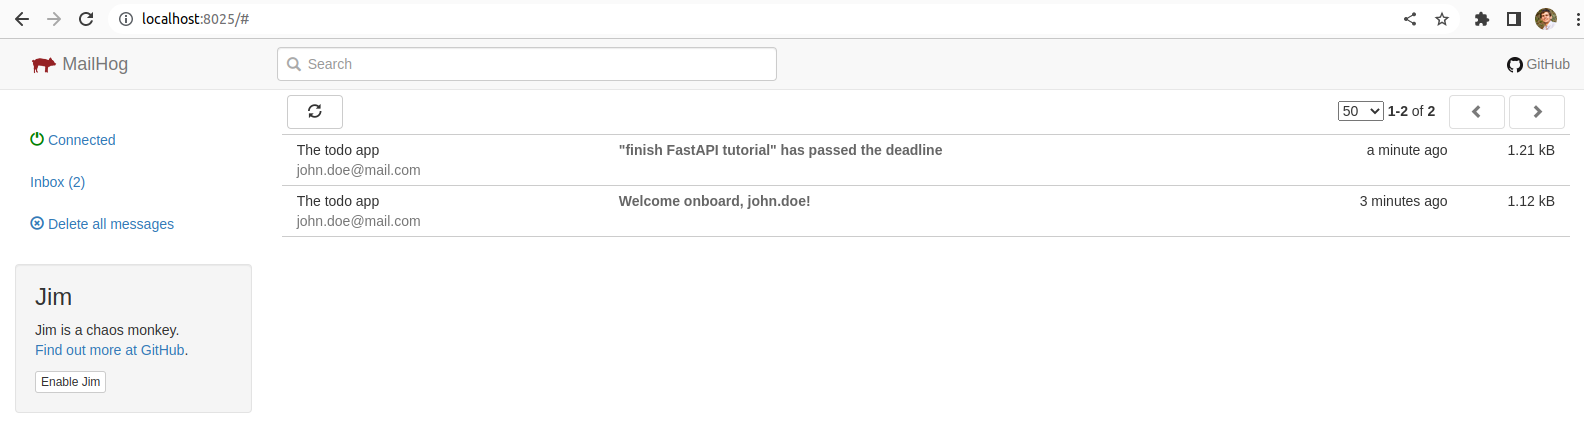 localhost:8025/#
MailHog
Search
GitHub
50 1-2 of 2
Connected
Inbox (2)
Delete all messages
The todo app "finish FastAPI tutorial" has passed the deadline a minute ago 1.21 kB
john.doe@mail.com
The todo app Welcome onboard, john.doe! 3 minutes ago 1.12 kB
john.doe@mail.com
Jim
Jim is a chaos monkey.
Find out more at GitHub.
Enable Jim